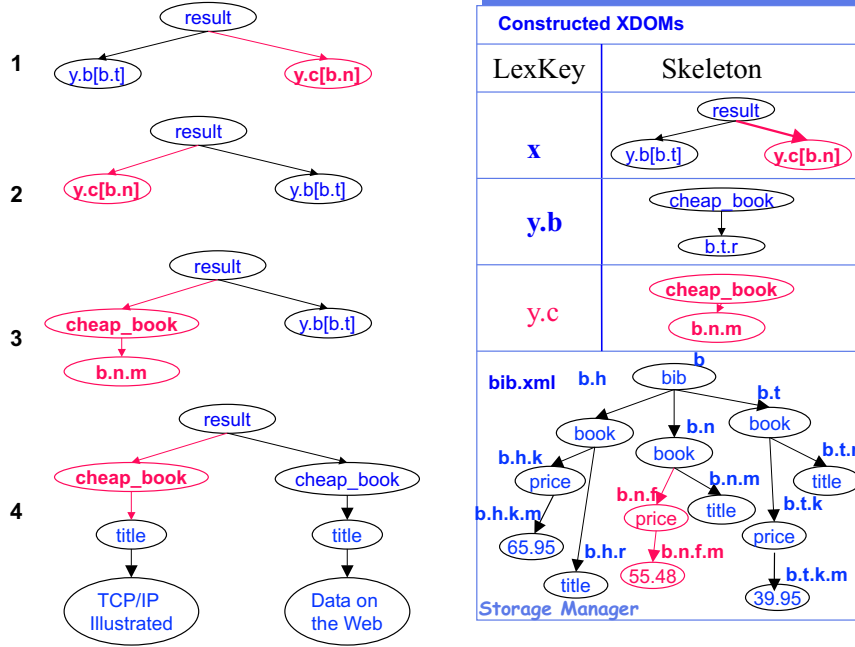 1
result
y.b[b.t]
y.c[b.n]
2
result
y.c[b.n]
y.b[b.t]
3
result
cheap_book
y.b[b.t]
b.n.m
4
result
cheap_book
cheap_book
title
title
TCP/IP
Illustrated
Data on
the Web
Constructed XDOMs
LexKey
Skeleton
x
result
y.b[b.t]
y.c[b.n]
y.b
cheap_book
b.t.r
y.c
cheap_book
b.n.m
bib.xml
b
bib
b.h
b.n
b.t
book
book
book
b.h.k
price
b.h.k.m
65.95
b.h.r
title
b.n.f
price
b.n.m
title
b.n.f.m
55.48
b.t.r
title
b.t.k
price
b.t.k.m
39.95
Storage Manager